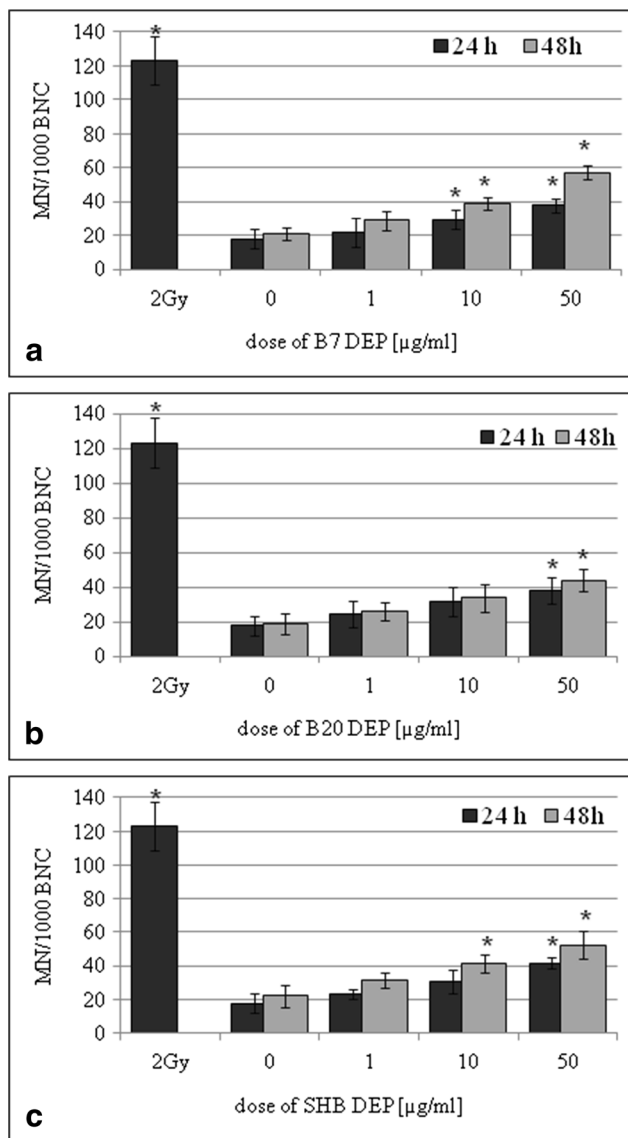 140
120
100
80
60
40
20
0
MN/1000 BNC
24 h 48h
*
* *
* *
2Gy 0 1 10 50
dose of B7 DEP [µg/ml]
a
140
120
100
80
60
40
20
0
MN/1000 BNC
24 h 48h
*
* *
2Gy 0 1 10 50
dose of B20 DEP [µg/ml]
b
140
120
100
80
60
40
20
0
MN/1000 BNC
24 h 48h
*
*
* *
2Gy 0 1 10 50
dose of SHB DEP [µg/ml]
c